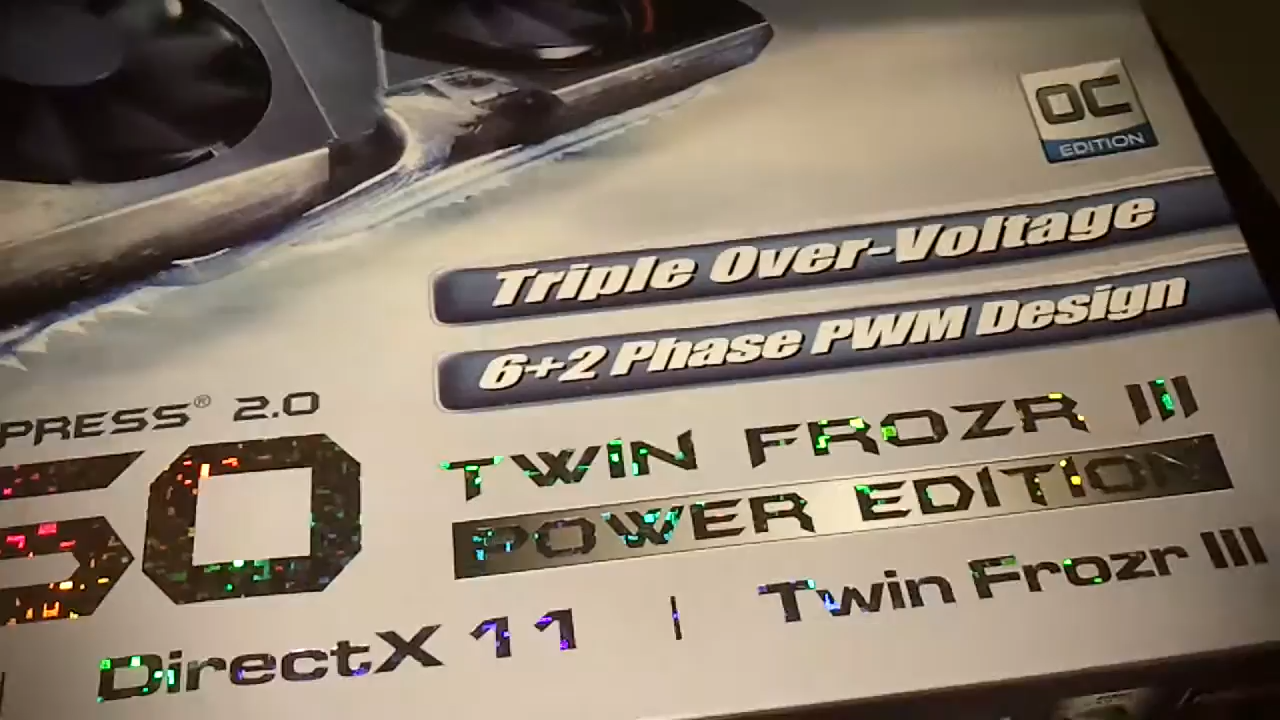 OC
EDITION
Triple Over-Voltage
6+2 Phase PWM Design
PRESS® 2.0
50
TWIN FROZR III
POWER EDITION
DirectX 11 | Twin Frozr III